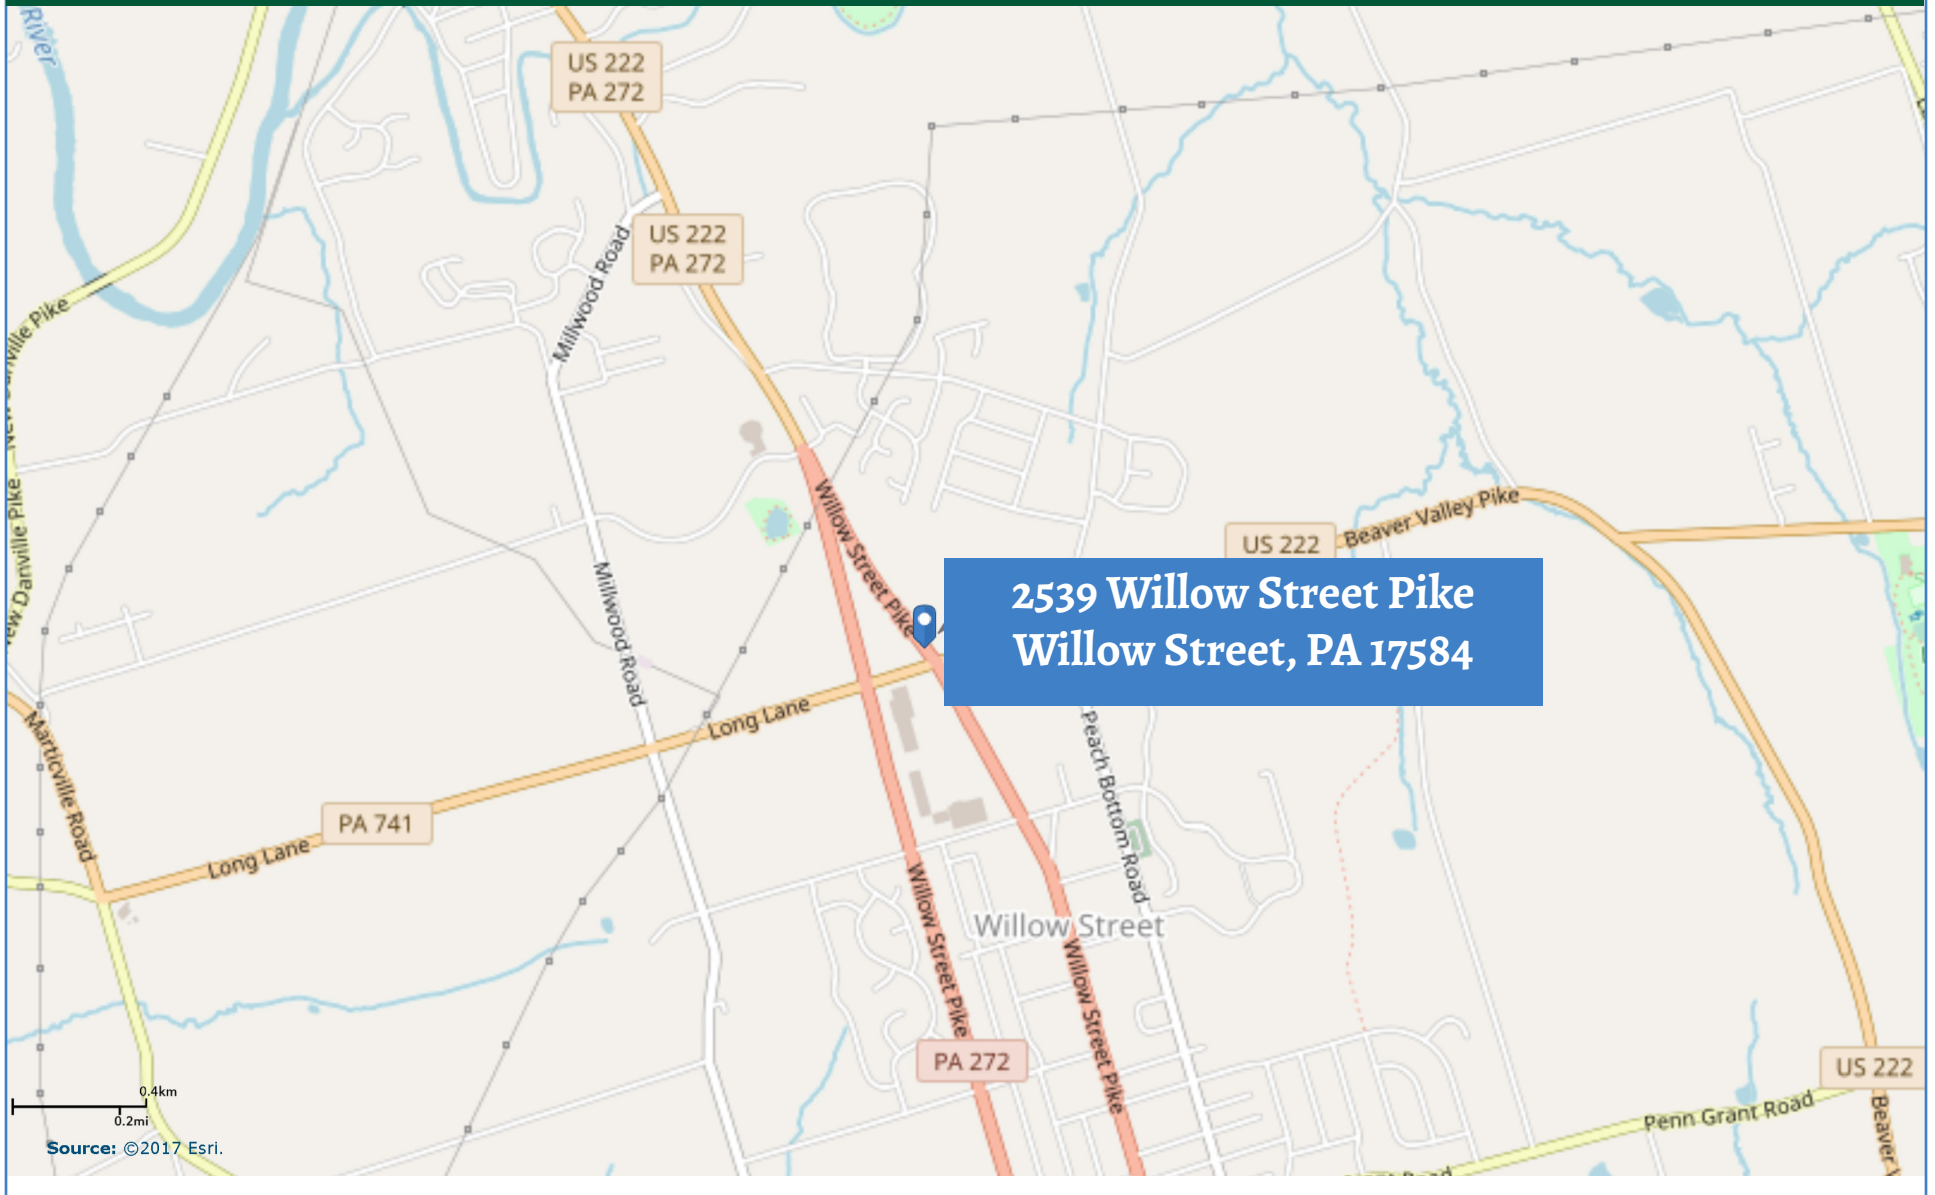 River
US 222
PA 272
US 222
PA 272
Millwood Road
Willow Street Pike
US 222
Beaver Valley Pike
New Danville Pike
2539 Willow Street Pike
Willow Street, PA 17584
Millwood Road
Marticville Road
Long Lane
PA 741
Long Lane
Peach Bottom Road
Willow Street
Willow Street Pike
Willow Street Pike
PA 272
US 222
Penn Grant Road
Beaver
0.4km
0.2mi
Source: ©2017 Esri.